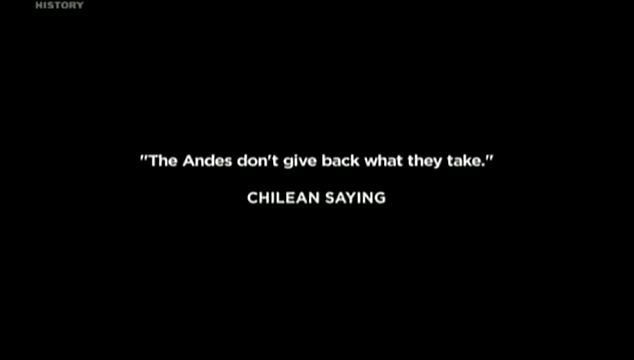 HISTORY
"The Andes don't give back what they take."
CHILEAN SAYING